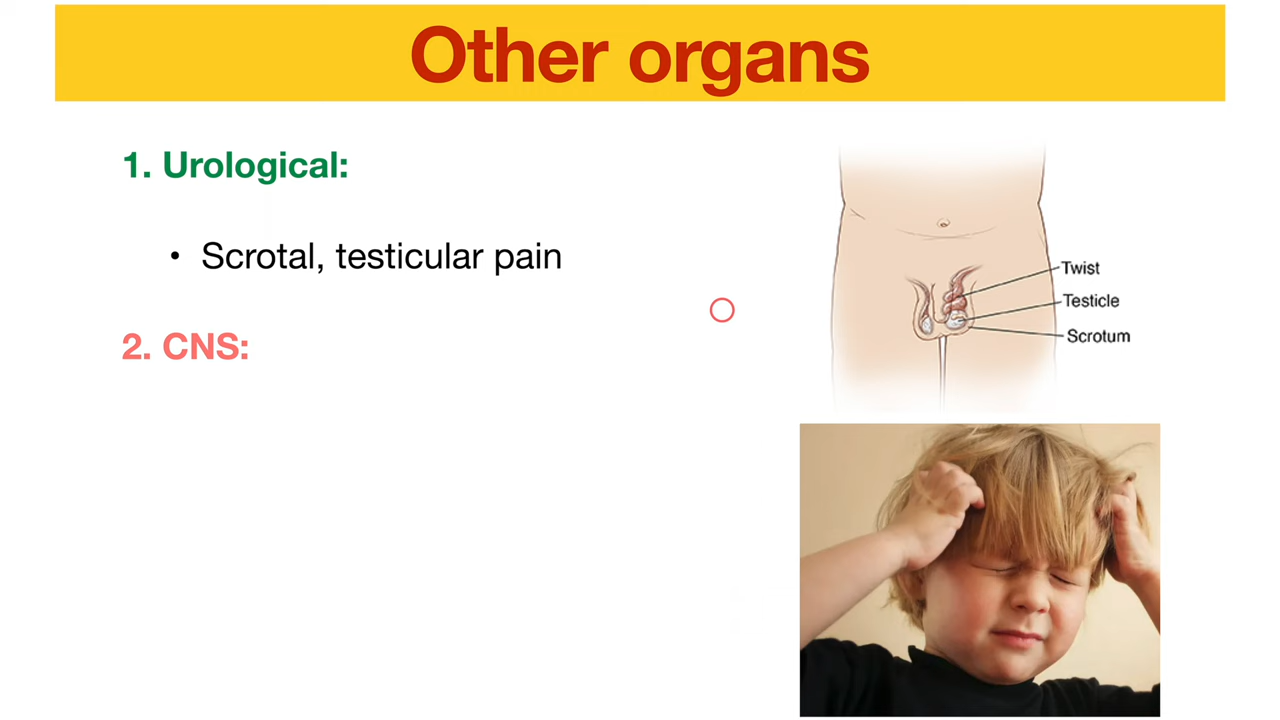 Other organs
1. Urological:
• Scrotal, testicular pain
2. CNS:
Twist
Testicle
Scrotum